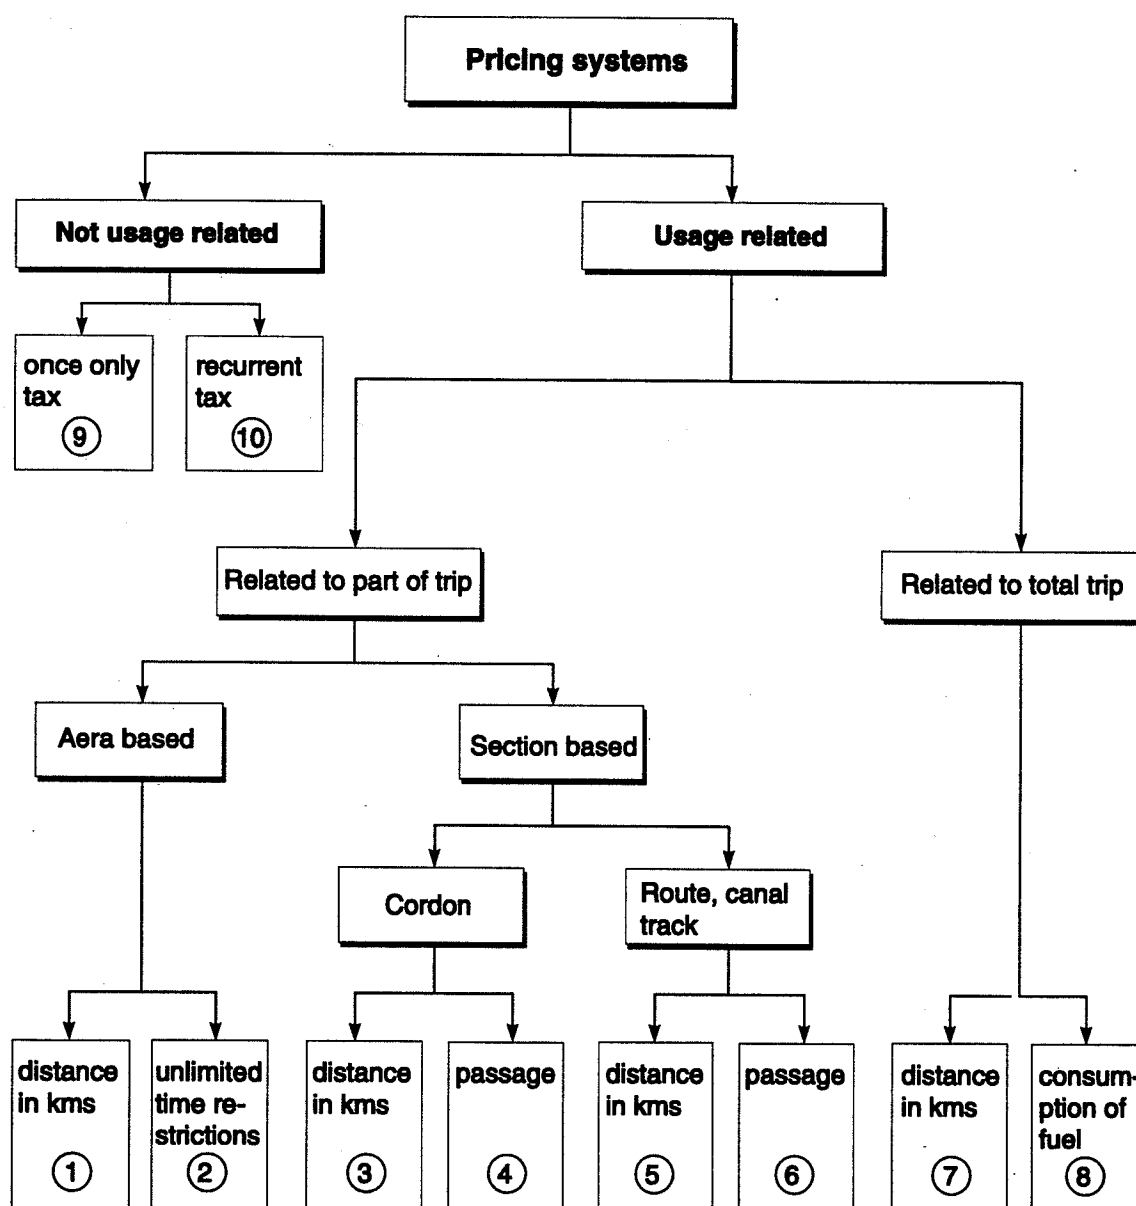 Pricing systems
Not usage related
Usage related
once only
tax
9
recurrent
tax
10
Related to part of trip
Related to total trip
Aera based
Section based
Cordon
Route, canal
track
distance
in kms
1
unlimited
time re-
strictions
2
distance
in kms
3
passage
4
distance
in kms
5
passage
6
distance
in kms
7
consum-
ption of
fuel
8